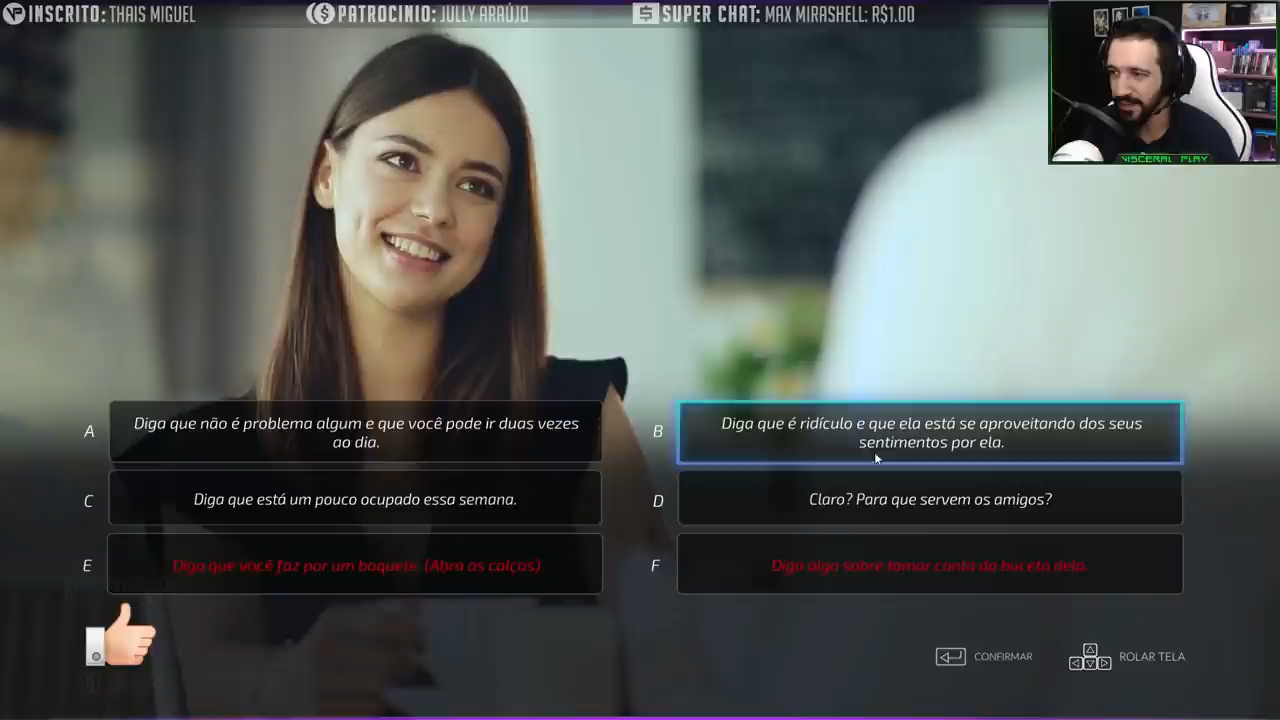 INSCRITO: THAIS MIGUEL
PATROCÍNIO: JULLY ARAÚJO
SUPER CHAT: MAX MIRASHELL: R$1.00
VISCERAL PLAY
A
Diga que não é problema algum e que você pode ir duas vezes
ao dia.
B
Diga que é ridículo e que ela está se aproveitando dos seus
sentimentos por ela.
C
Diga que está um pouco ocupado essa semana.
D
Claro? Para que servem os amigos?
E
Diga que você faz por um boquete. (Abra as calças)
F
Diga algo sobre tomar conta da buceta dela.
CONFIRMAR
ROLAR TELA